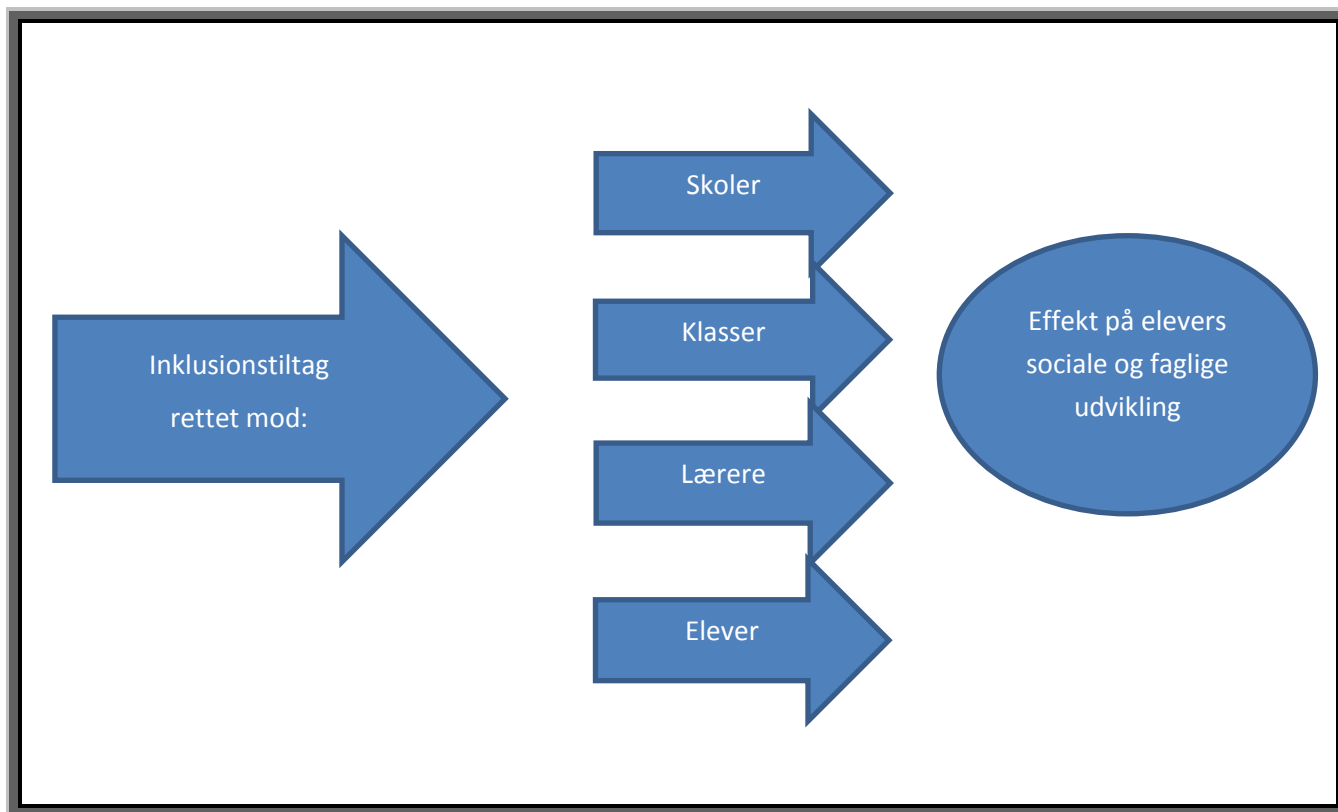 Inklusionstiltag
rettet mod:
Skoler
Klasser
Lærere
Elever
Effekt på elevers
sociale og faglige
udvikling